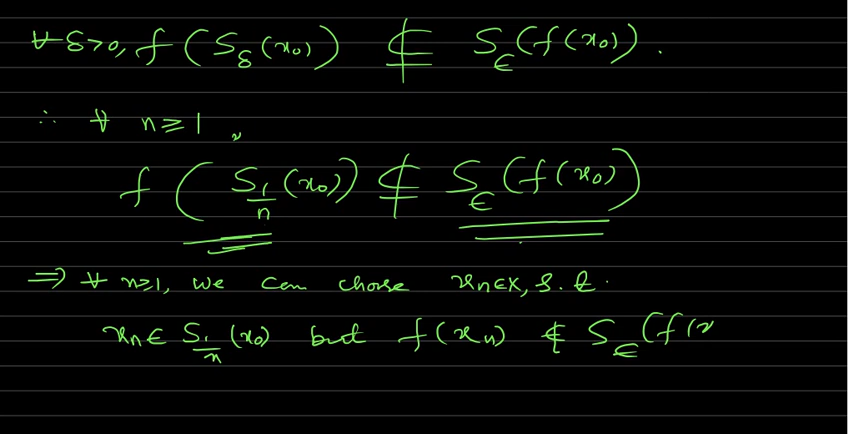 ∀ δ>0, f(S_δ(x₀)) ⊄ S_ε(f(x₀)).
∴ ∀ n≥1,
f(S_{1/n}(x₀)) ⊄ S_ε(f(x₀))
⇒ ∀ n≥1, we can chose xₙ∈X, s.t.
xₙ ∈ S_{1/n}(x₀) but f(xₙ) ∉ S_ε(f(x